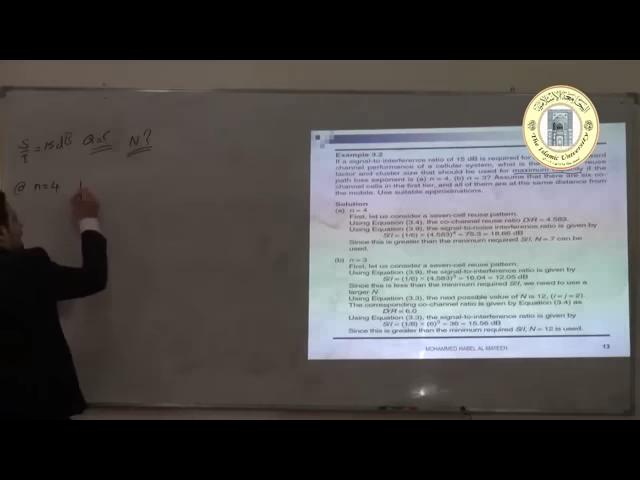 S/I = 15 dB Q=? N?
@ n=4
الجامعة الإسلامية
The Islamic University
Example 3.2
If a signal-to-interference ratio of 15 dB is required for
channel performance of a cellular system, what is the reuse
factor and cluster size that should be used for maximum if the
path loss exponent is (a) n = 4, (b) n = 3? Assume that there are six co-
channel cells in the first tier, and all of them are at the same distance from
the mobile. Use suitable approximations.
Solution
(a) n = 4
First, let us consider a seven-cell reuse pattern.
Using Equation (3.4), the co-channel reuse ratio D/R = 4.583.
Using Equation (3.9), the signal-to-noise interference ratio is given by
S/I = (1/6) × (4.583)⁴ = 75.3 = 18.66 dB
Since this is greater than the minimum required S/I, N = 7 can be
used.
(b) n = 3
First, let us consider a seven-cell reuse pattern.
Using Equation (3.9), the signal-to-interference ratio is given by
S/I = (1/6) × (4.583)³ = 16.04 = 12.05 dB
Since this is less than the minimum required S/I, we need to use a
larger N.
Using Equation (3.3), the next possible value of N is 12, (i = j = 2).
The corresponding co-channel ratio is given by Equation (3.4) as
D/R = 6.0
Using Equation (3.3), the signal-to-interference ratio is given by
S/I = (1/6) × (6)³ = 36 = 15.56 dB
Since this is greater than the minimum required S/I, N = 12 is used.
MOHAMMED
13